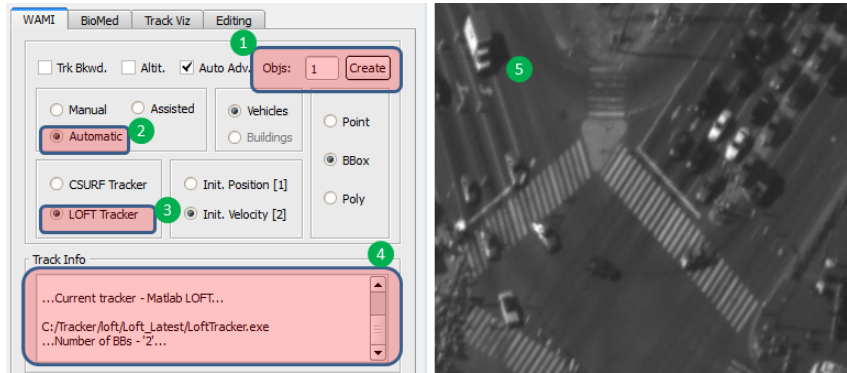 WAMI BioMed Track Viz Editing
1
Trk Bkwd. Altit. Auto Adv. Objs: 1 Create
Manual Assisted
Automatic
2
Vehicles
Buildings
Point
BBox
Poly
CSURF Tracker
LOFT Tracker
3
Init. Position [1]
Init. Velocity [2]
Track Info
4
...Current tracker - Matlab LOFT...
C:/Tracker/loft/Loft_Latest/LoftTracker.exe
...Number of BBs - '2'...
5